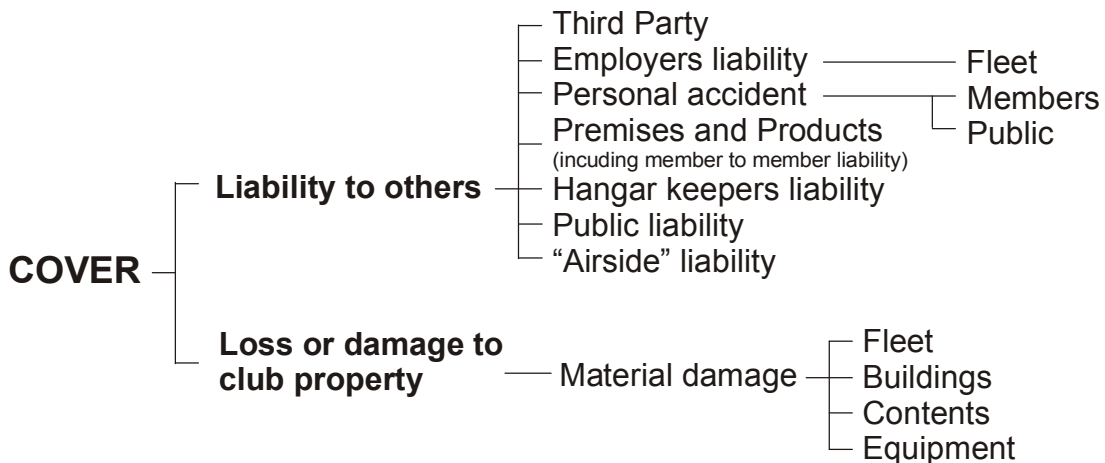 Third Party
Employers liability
Fleet
Personal accident
Members
Public
Premises and Products
(incuding member to member liability)
Liability to others
Hangar keepers liability
Public liability
“Airside” liability
COVER
Loss or damage to
club property
Material damage
Fleet
Buildings
Contents
Equipment